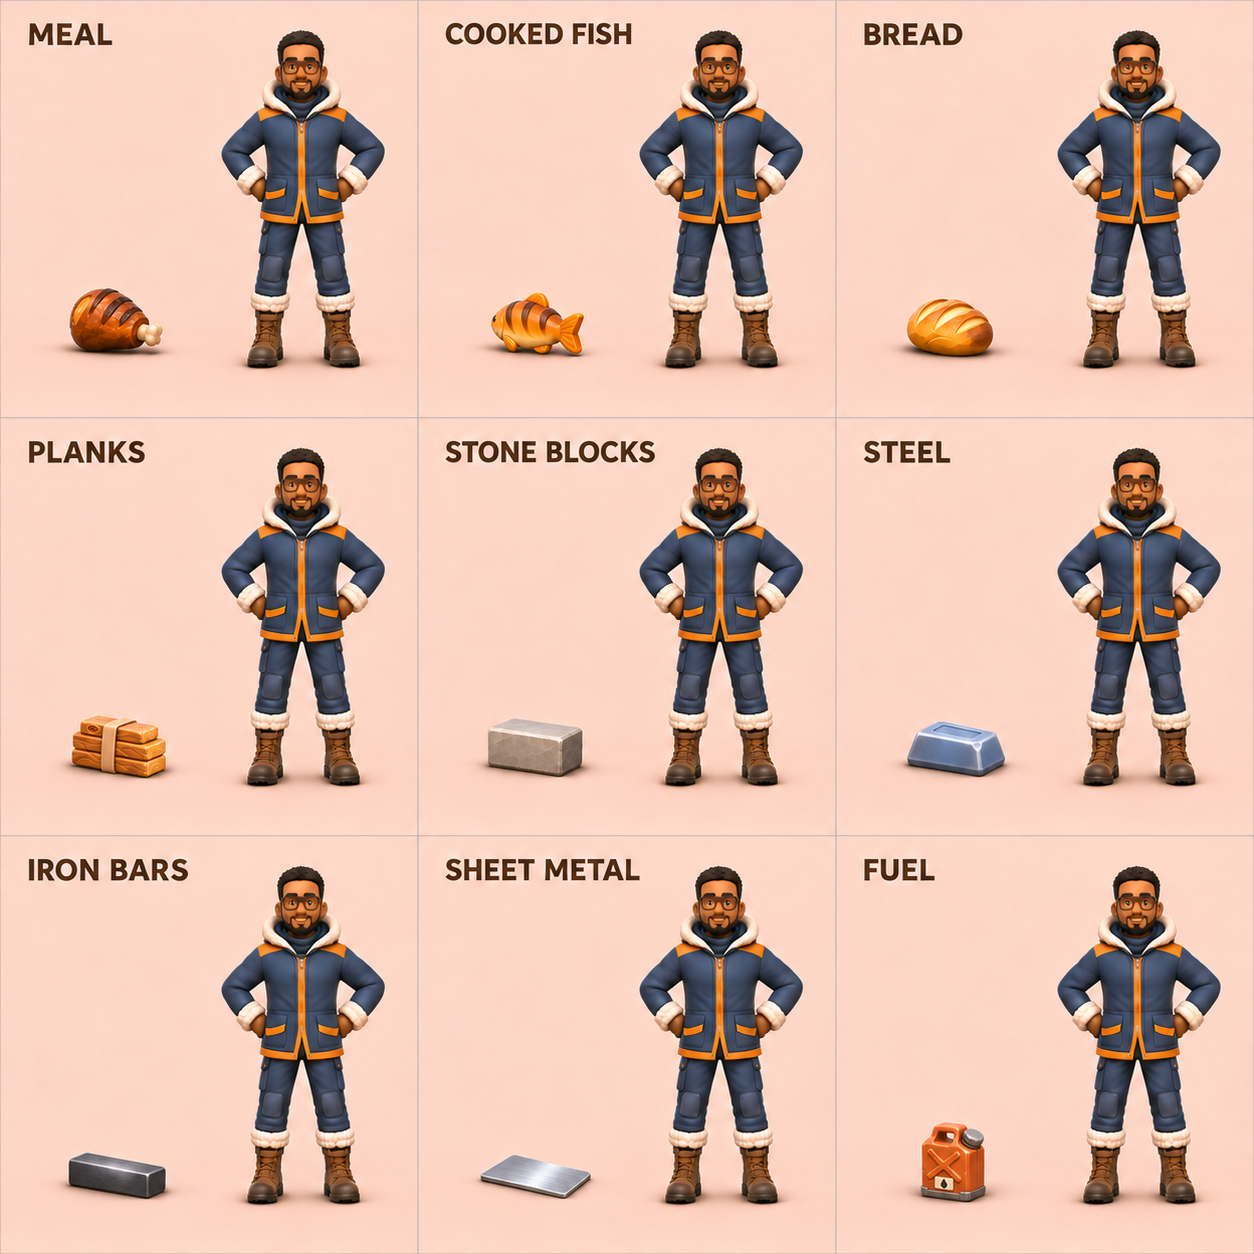 MEAL
COOKED FISH
BREAD
PLANKS
STONE BLOCKS
STEEL
IRON BARS
SHEET METAL
FUEL